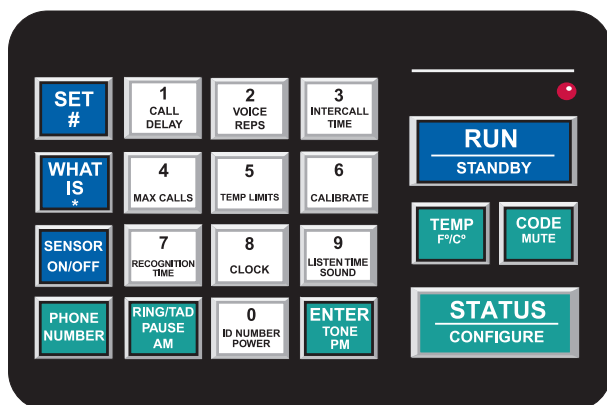 SET
#
1
CALL
DELAY
2
VOICE
REPS
3
INTERCALL
TIME
RUN
STANDBY
WHAT
IS
*
4
MAX CALLS
5
TEMP LIMITS
6
CALIBRATE
TEMP
F°/C°
CODE
MUTE
SENSOR
ON/OFF
7
RECOGNITION
TIME
8
CLOCK
9
LISTEN TIME
SOUND
PHONE
NUMBER
RING/TAD
PAUSE
AM
0
ID NUMBER
POWER
ENTER
TONE
PM
STATUS
CONFIGURE